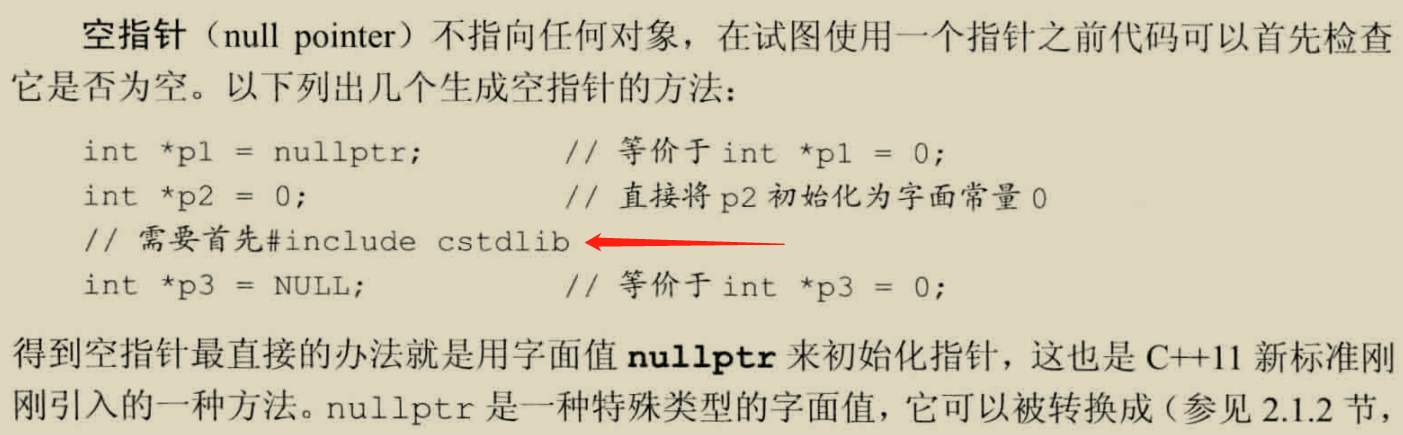 空指针（null pointer）不指向任何对象，在试图使用一个指针之前代码可以首先检查
它是否为空。以下列出几个生成空指针的方法：
int *p1 = nullptr; // 等价于 int *p1 = 0;
int *p2 = 0; // 直接将 p2 初始化为字面常量 0
// 需要首先#include cstdlib
int *p3 = NULL; // 等价于 int *p3 = 0;
得到空指针最直接的办法就是用字面值 nullptr 来初始化指针，这也是 C++11 新标准刚
刚引入的一种方法。nullptr 是一种特殊类型的字面值，它可以被转换成（参见 2.1.2 节，